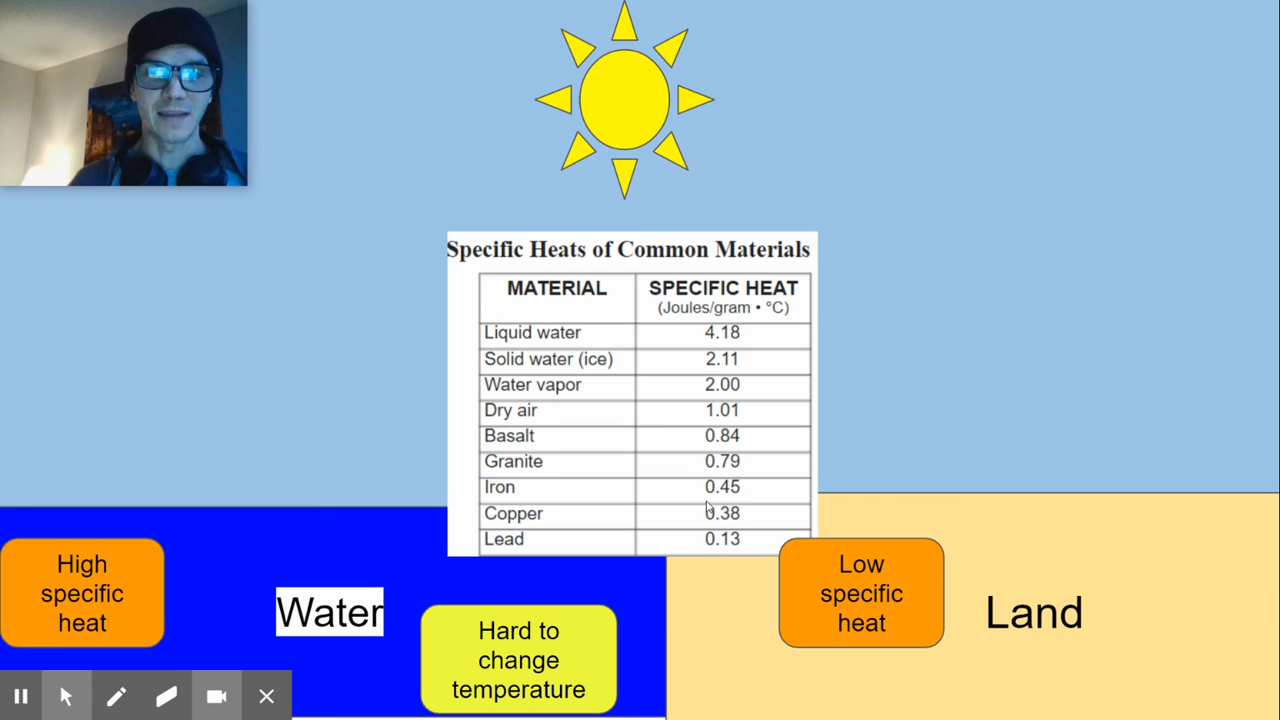 Specific Heats of Common Materials
MATERIAL SPECIFIC HEAT
(Joules/gram • °C)
Liquid water 4.18
Solid water (ice) 2.11
Water vapor 2.00
Dry air 1.01
Basalt 0.84
Granite 0.79
Iron 0.45
Copper 0.38
Lead 0.13
High
specific
heat
Water
Hard to
change
temperature
Low
specific
heat
Land